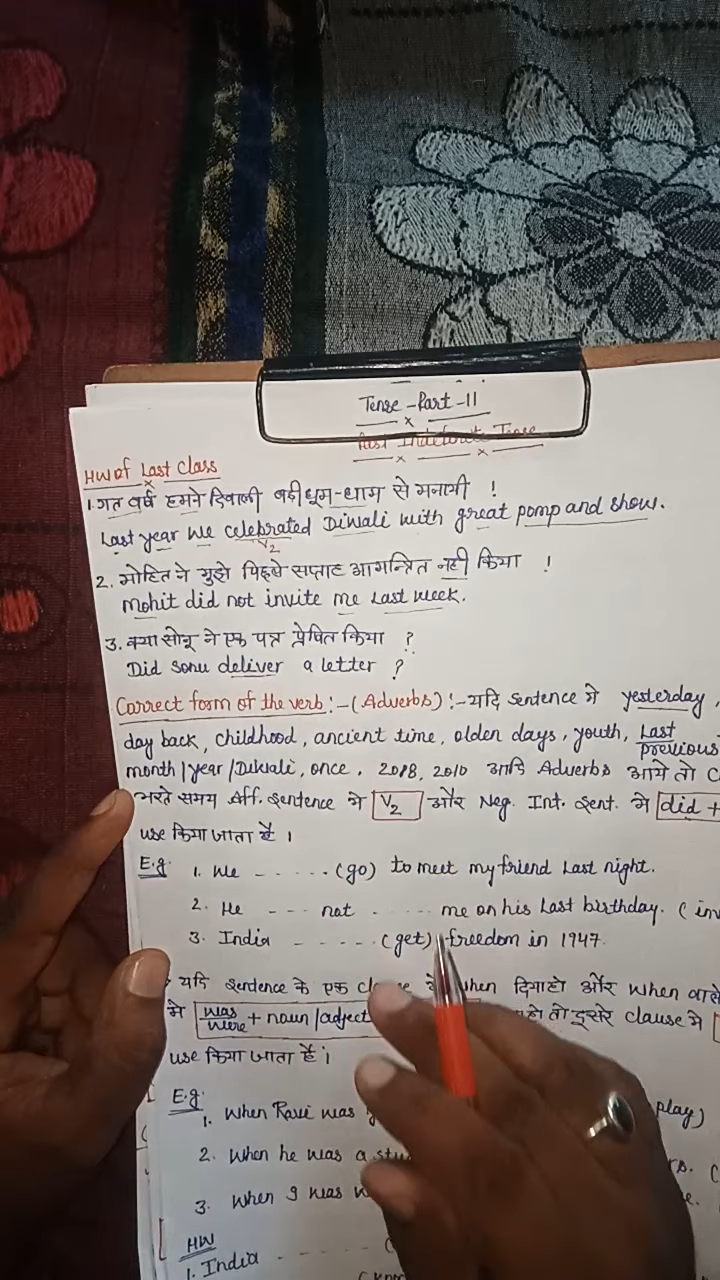 Tense-Part-11
Past Indefinite Tense
HW of Last Class
1. गत वर्ष हमने दिवाली बड़ी धूम-धाम से मनायी !
Last year we celebrated Diwali with great pomp and show.
V2
2. मोहित ने मुझे पिछले सप्ताह आमन्त्रित नहीं किया !
Mohit did not invite me Last week.
3. क्या सोनू ने एक पत्र प्रेषित किया ?
Did Sonu deliver a letter ?
Correct form of the verb:-(Adverbs):-यदि sentence मे yesterday,
day back, childhood, ancient time, olden days, youth, Last
previous
month/year/Diwali, once, 2018, 2010 आदि Adverbs आये तो
भरते समय Aff. sentence मे V2 और Neg. Int. Sent. मे did +
use किया जाता है ।
E.g. 1. We ----- (go) to meet my friend Last night.
2. He --- not ---- me on his Last birthday. (
3. India ----- (get) freedom in 1947.
यदि sentence के एक when दिया हो और when
मे was/were + noun/adject तो दूसरे clause मे
use किया जाता है ।
E.g.
1. When Ravi was play)
2. When he was a
3. When I was
HW
1. India -----